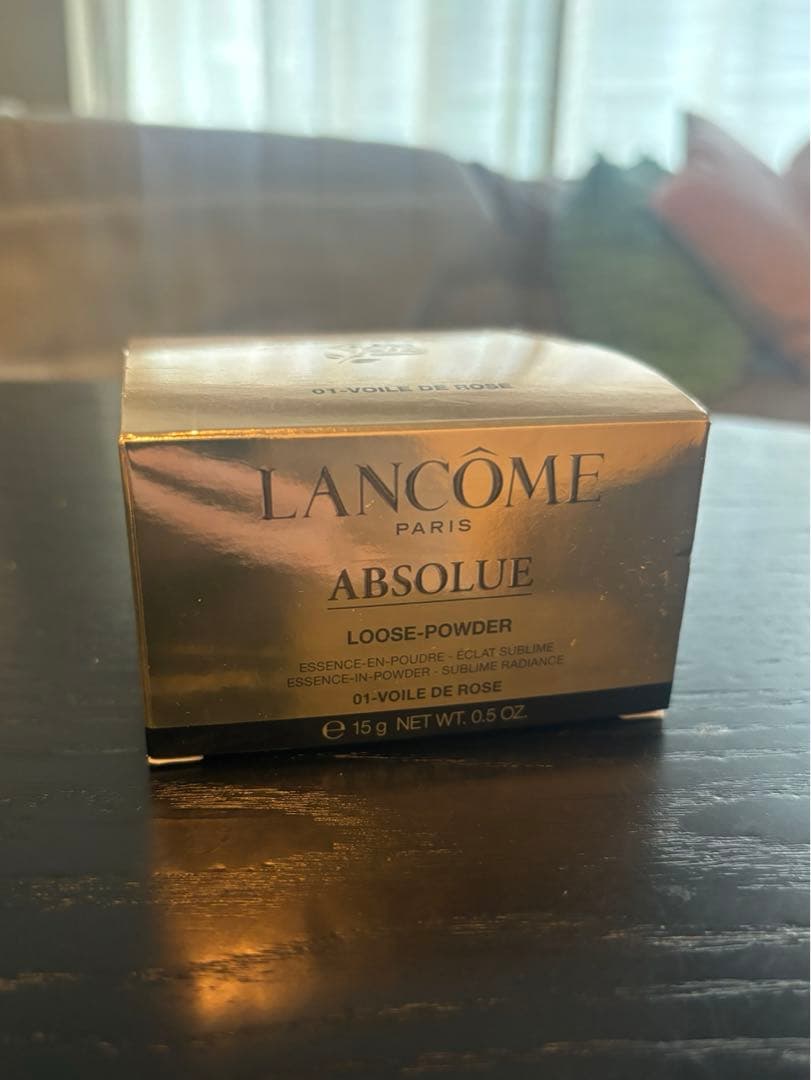 01-VOILE DE ROSE
LANCÔME
PARIS
ABSOLUE
LOOSE-POWDER
ESSENCE-EN-POUDRE - ÉCLAT SUBLIME
ESSENCE-IN-POWDER - SUBLIME RADIANCE
01-VOILE DE ROSE
℮ 15 g NET WT. 0.5 OZ.